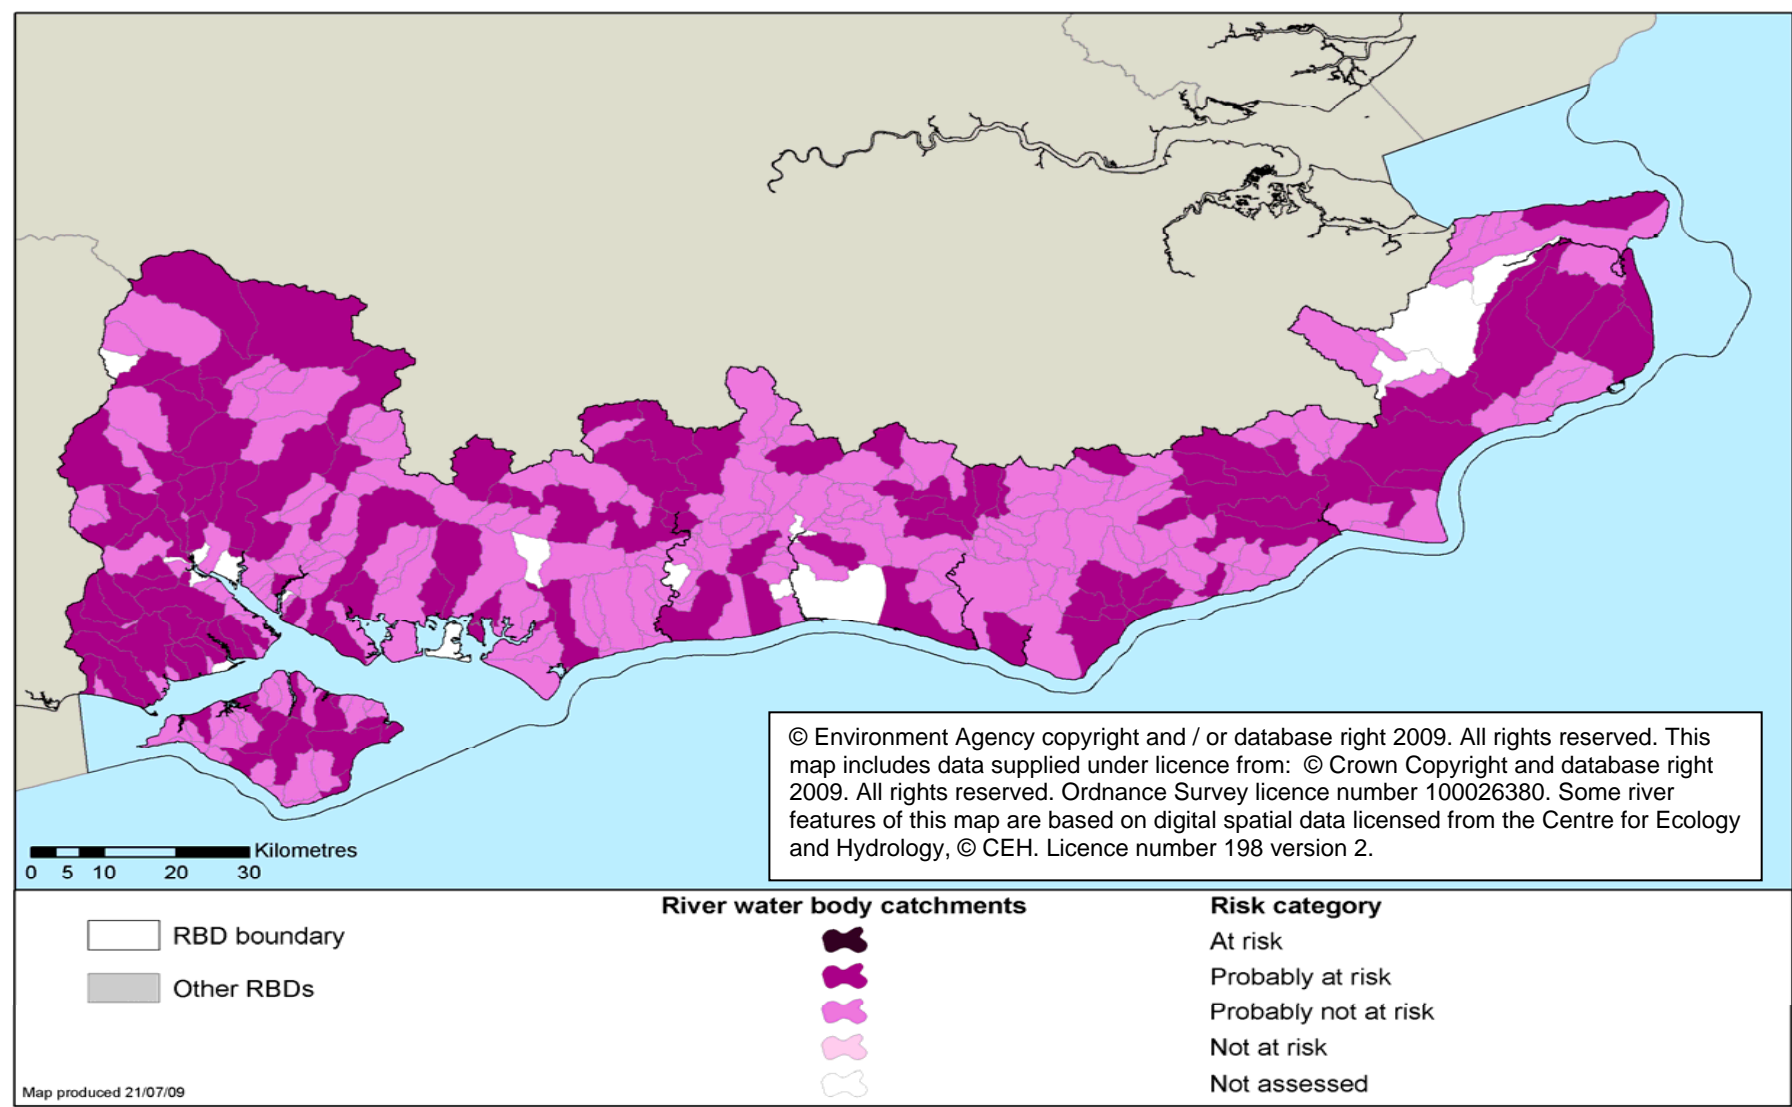 © Environment Agency copyright and / or database right 2009. All rights reserved. This
map includes data supplied under licence from:  © Crown Copyright and database right
2009. All rights reserved. Ordnance Survey licence number 100026380. Some river
features of this map are based on digital spatial data licensed from the Centre for Ecology
and Hydrology, © CEH. Licence number 198 version 2.
Kilometres
0 5 10 20 30
River water body catchments
Risk category
RBD boundary
Other RBDs
At risk
Probably at risk
Probably not at risk
Not at risk
Not assessed
Map produced 21/07/09